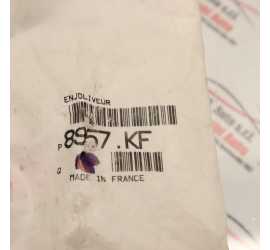 ENJOLIVEUR
P 8957.KF
Q
MADE IN FRANCE